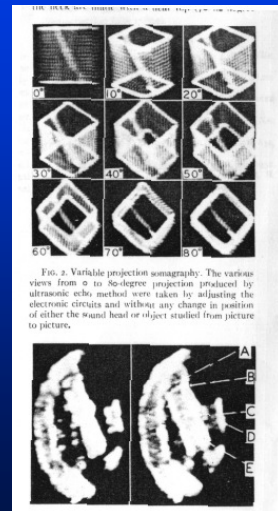 0°
10°
20°
30°
40°
50°
60°
70°
80°
FIG. 2. Variable projection somagraphy. The various
views from 0 to 80-degree projection produced by
ultrasonic echo method were taken by adjusting the
electronic circuits and without any change in position
of either the sound head or object studied from picture
to picture.
A
B
C
D
E